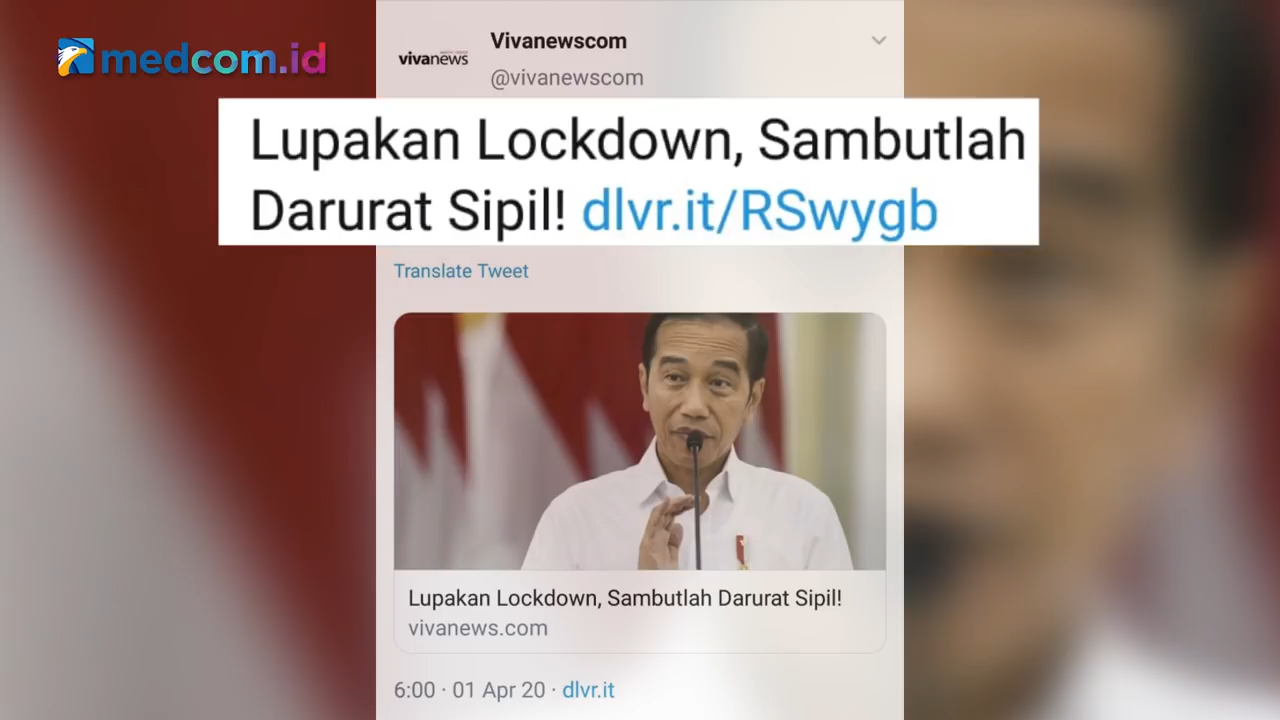 medcom.id
Vivanewscom
vivanews
@vivanewscom
Lupakan Lockdown, Sambutlah
Darurat Sipil! dlvr.it/RSwygb
Translate Tweet
Lupakan Lockdown, Sambutlah Darurat Sipil!
vivanews.com
6:00 · 01 Apr 20 · dlvr.it